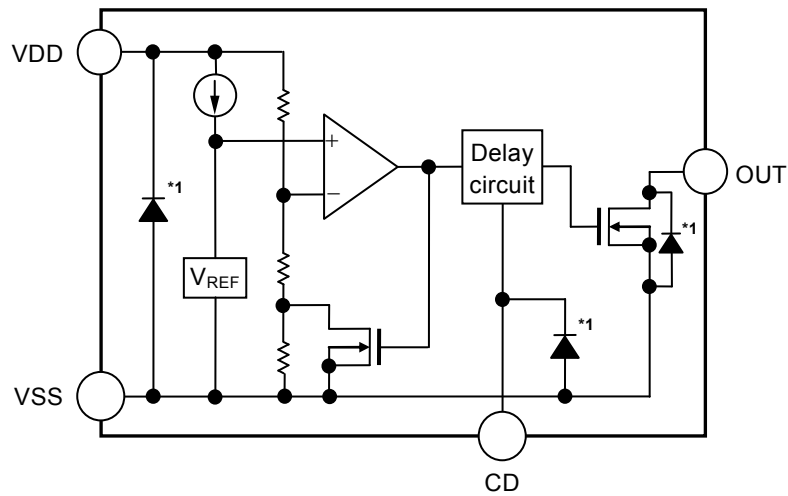 VDD
*1
+
−
VREF
Delay
circuit
*1
OUT
*1
VSS
CD